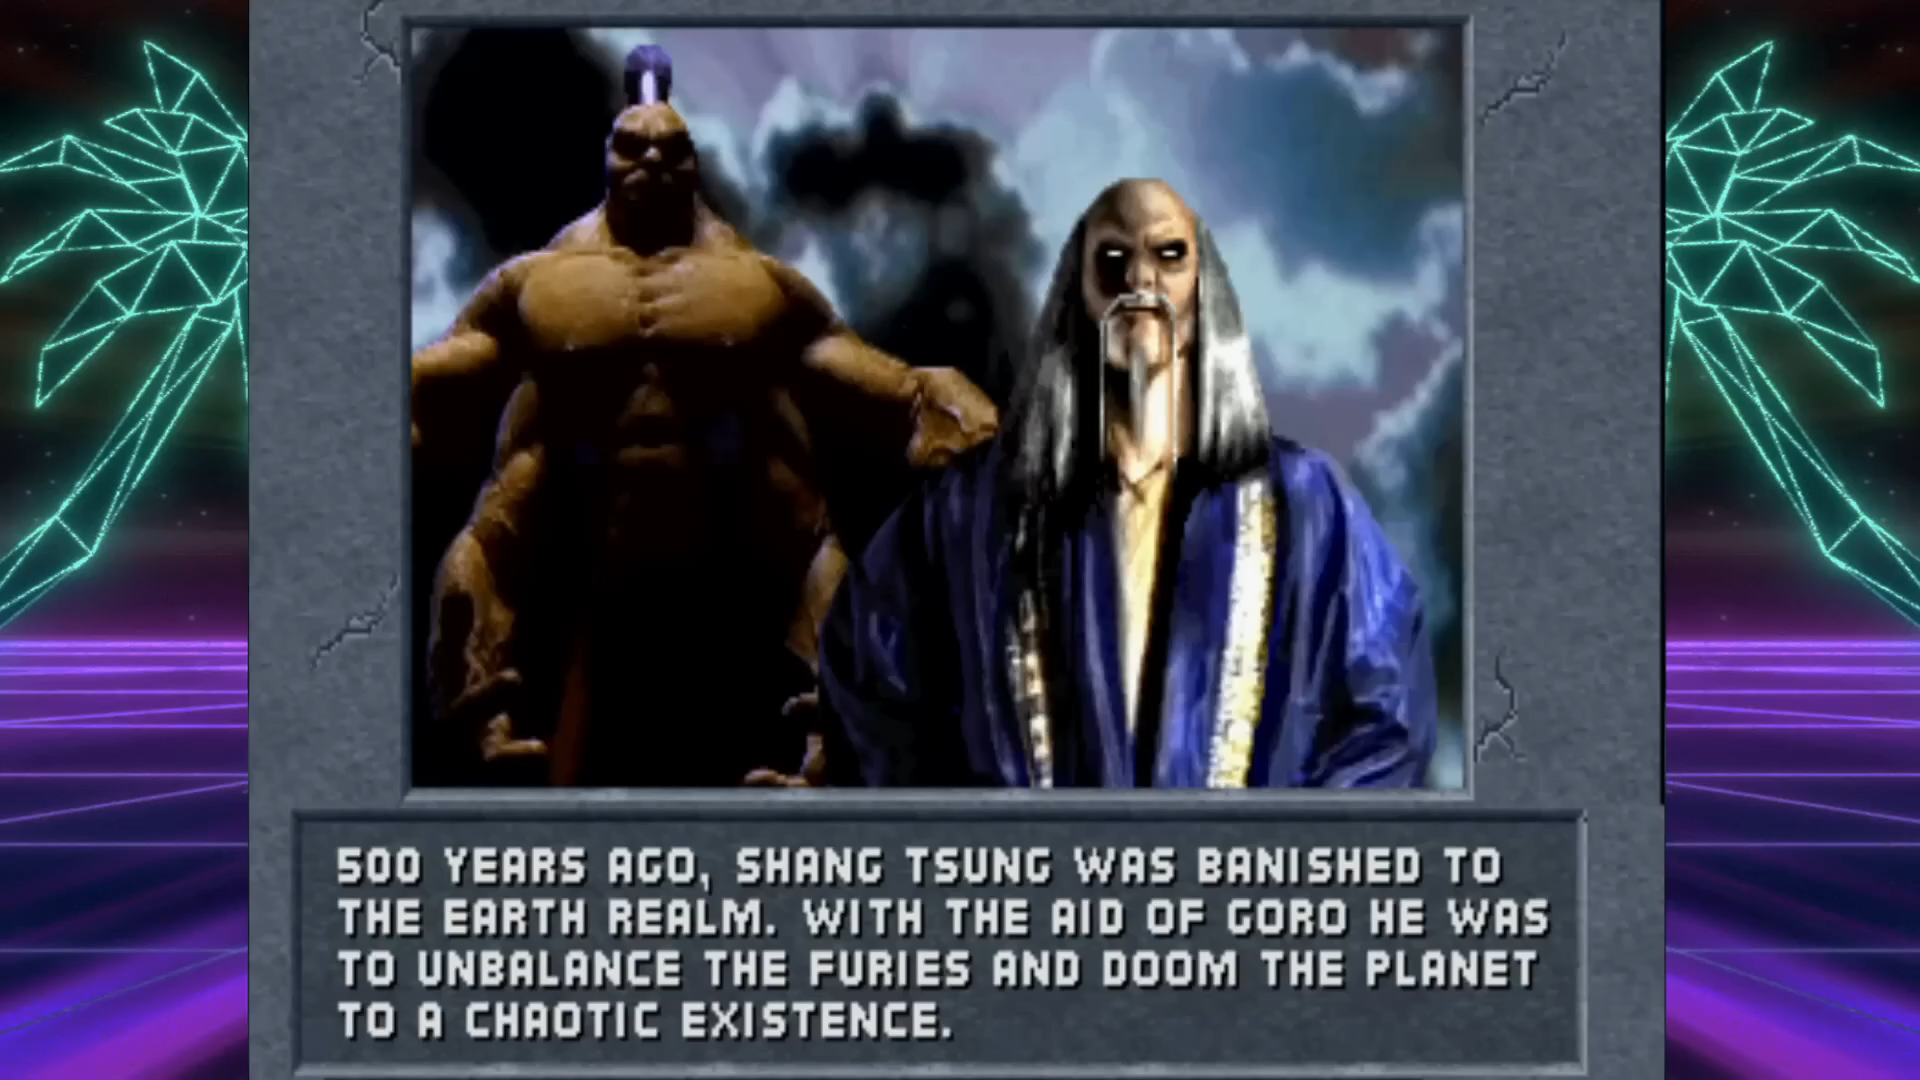 500 YEARS AGO, SHANG TSUNG WAS BANISHED TO
THE EARTH REALM. WITH THE AID OF GORO HE WAS
TO UNBALANCE THE FURIES AND DOOM THE PLANET
TO A CHAOTIC EXISTENCE.